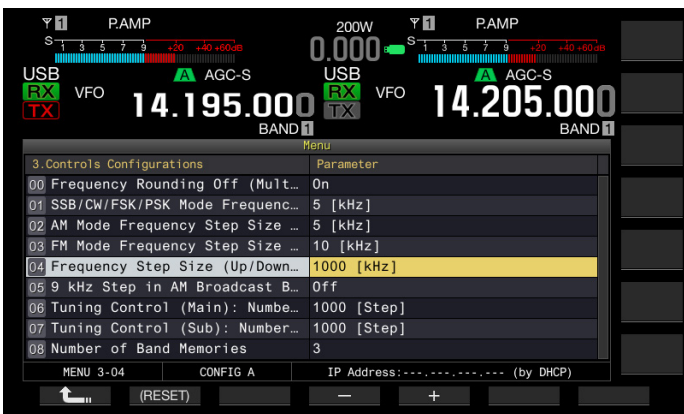 1 P.AMP 200W 1 P.AMP
S 1 3 5 7 9 +20 +40 +60dB 0.000 S 1 3 5 7 9 +20 +40 +60dB
USB A AGC-S USB A AGC-S
RX VFO 14.195.000 RX VFO 14.205.000
TX TX
BAND 1 BAND 1
Menu
3.Controls Configurations Parameter
00 Frequency Rounding Off (Mult… On
01 SSB/CW/FSK/PSK Mode Frequenc… 5 [kHz]
02 AM Mode Frequency Step Size … 5 [kHz]
03 FM Mode Frequency Step Size … 10 [kHz]
04 Frequency Step Size (Up/Down… 1000 [kHz]
05 9 kHz Step in AM Broadcast B… Off
06 Tuning Control (Main): Numbe… 1000 [Step]
07 Tuning Control (Sub): Number… 1000 [Step]
08 Number of Band Memories 3
MENU 3-04 CONFIG A IP Address:---.---.---.--- (by DHCP)
(RESET) − +